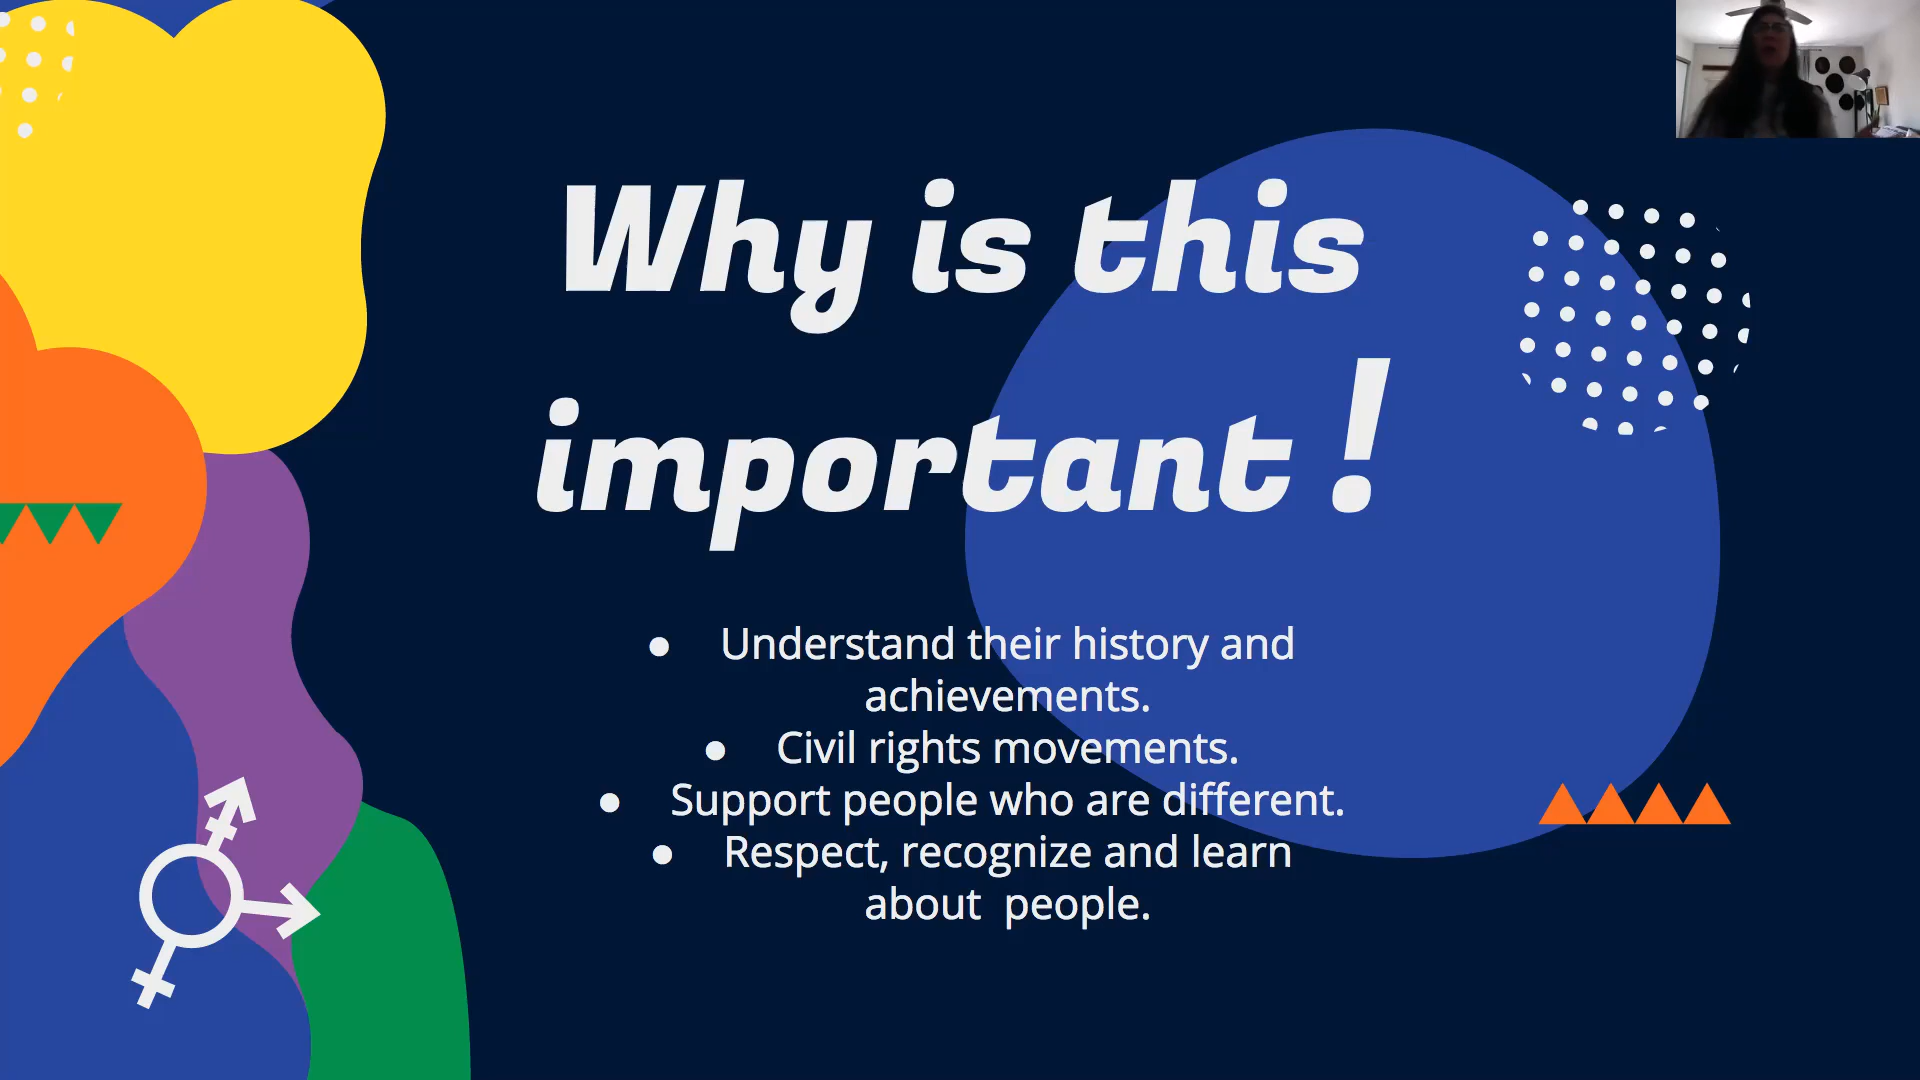 Why is this
important !
● Understand their history and
achievements.
● Civil rights movements.
● Support people who are different.
● Respect, recognize and learn
about  people.